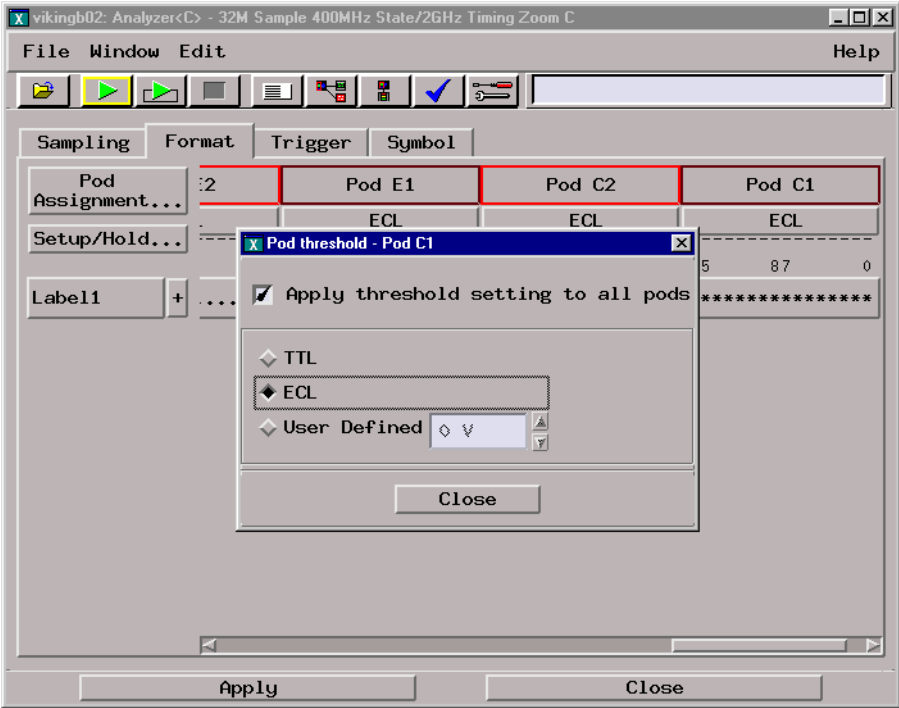 vikingb02: Analyzer<C> - 32M Sample 400MHz State/2GHz Timing Zoom C
File Window Edit Help
Sampling Format Trigger Symbol
Pod Assignment... :2 Pod E1 Pod C2 Pod C1
ECL ECL ECL
Setup/Hold...
Pod threshold - Pod C1
5 87 0
Label1 + .... ***************
Apply threshold setting to all pods
TTL
ECL
User Defined 0 V
Close
Apply Close